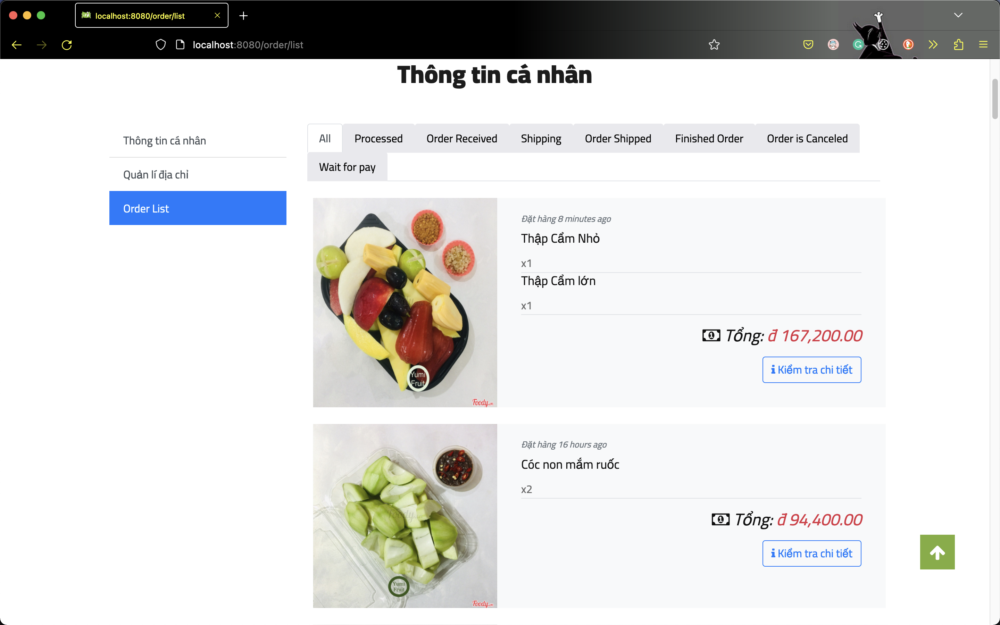 localhost:8080/order/list
localhost:8080/order/list
Thông tin cá nhân
Thông tin cá nhân
Quản lí địa chỉ
Order List
All
Processed
Order Received
Shipping
Order Shipped
Finished Order
Order is Canceled
Wait for pay
Đặt hàng 8 minutes ago
Thập Cẩm Nhỏ
x1
Thập Cẩm lớn
x1
Tổng: đ 167,200.00
Kiểm tra chi tiết
Foody.vn
Yumi
Fruit
Foody.vn
Đặt hàng 16 hours ago
Cóc non mắm ruốc
x2
Tổng: đ 94,400.00
Kiểm tra chi tiết
Foody.vn
Yumi
Fruit
Foody.vn